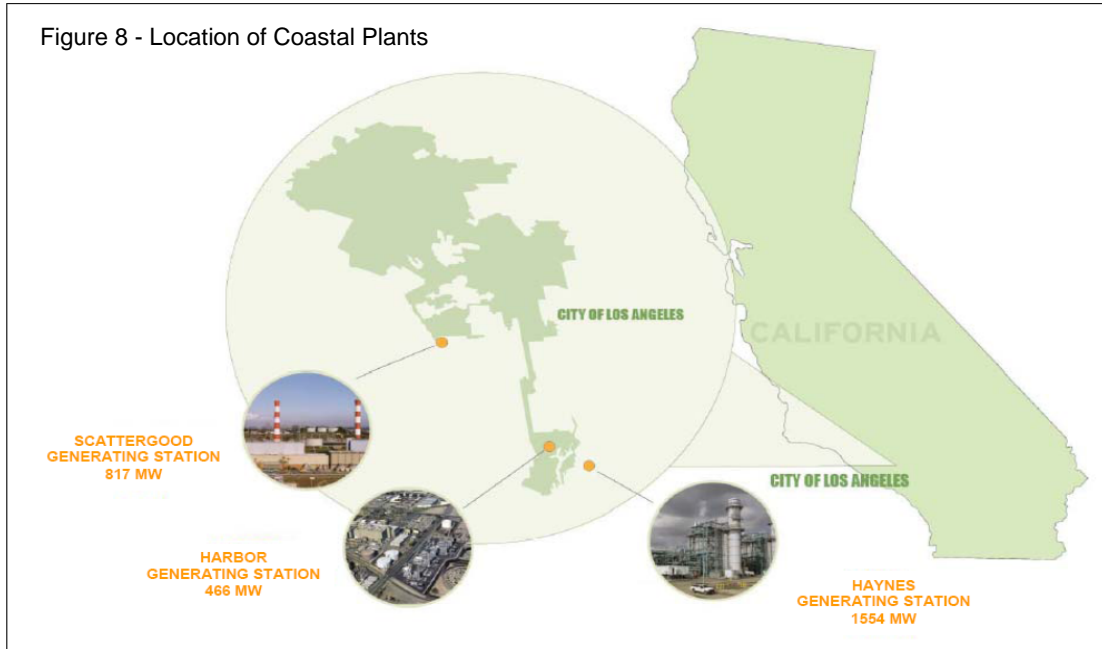 Figure 8 - Location of Coastal Plants
CITY OF LOS ANGELES
CALIFORNIA
SCATTERGOOD
GENERATING STATION
817 MW
CITY OF LOS ANGELES
HARBOR
GENERATING STATION
466 MW
HAYNES
GENERATING STATION
1554 MW